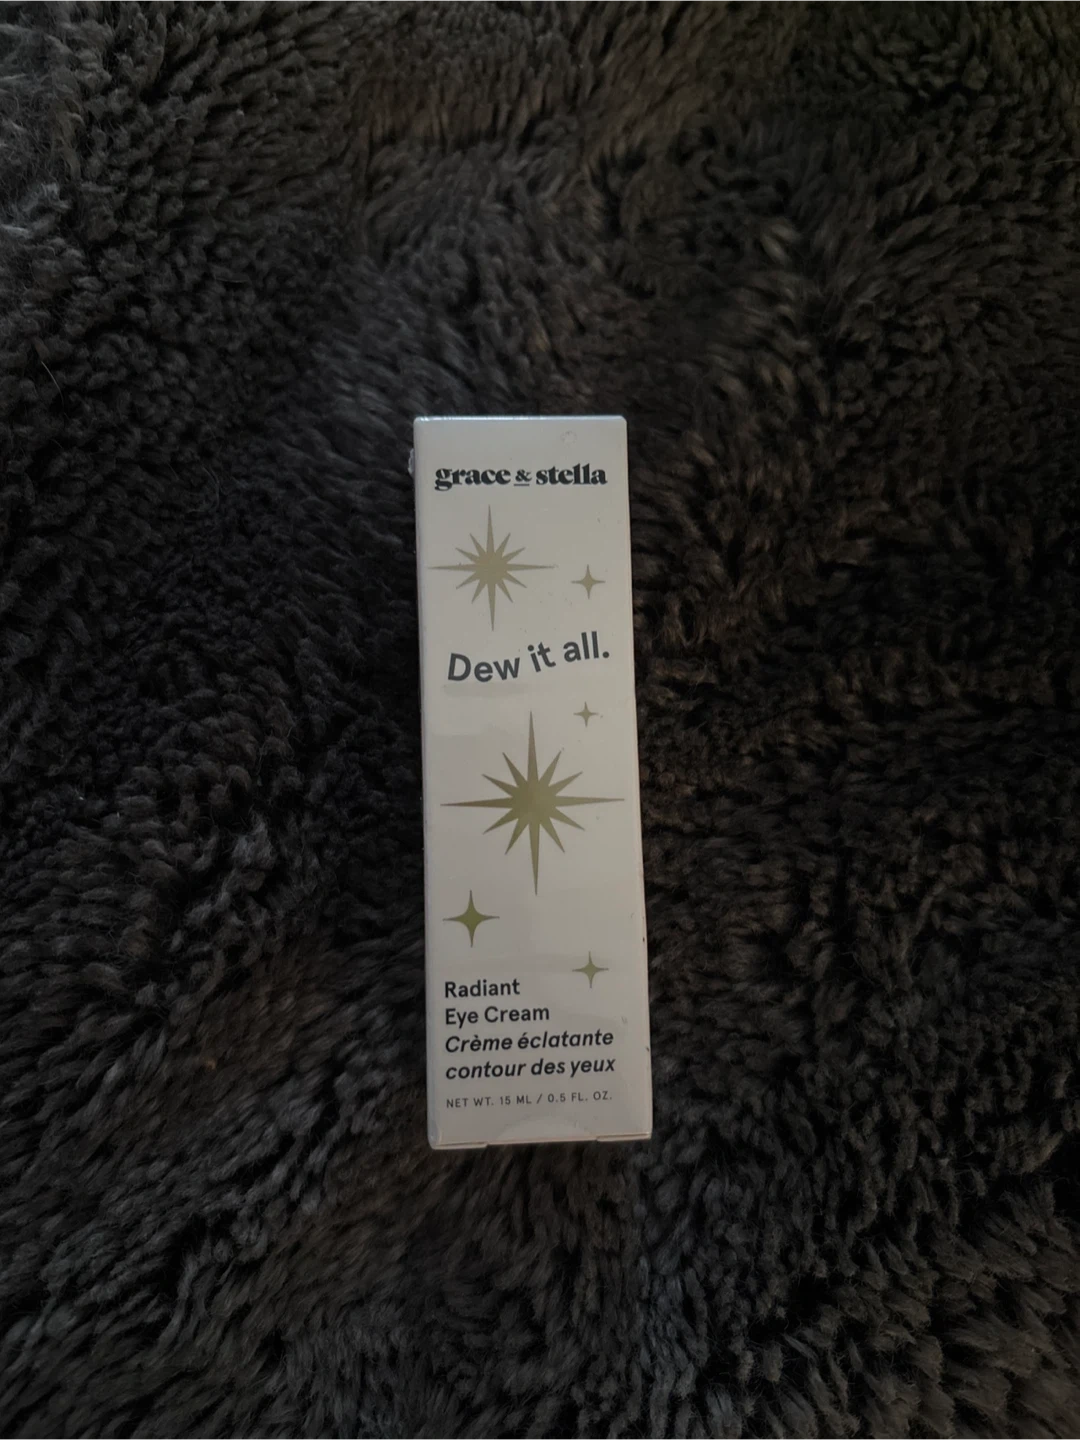 grace & stella
Dew it all.
Radiant
Eye Cream
Crème éclatante
contour des yeux
NET WT. 15 ML / 0.5 FL. OZ.